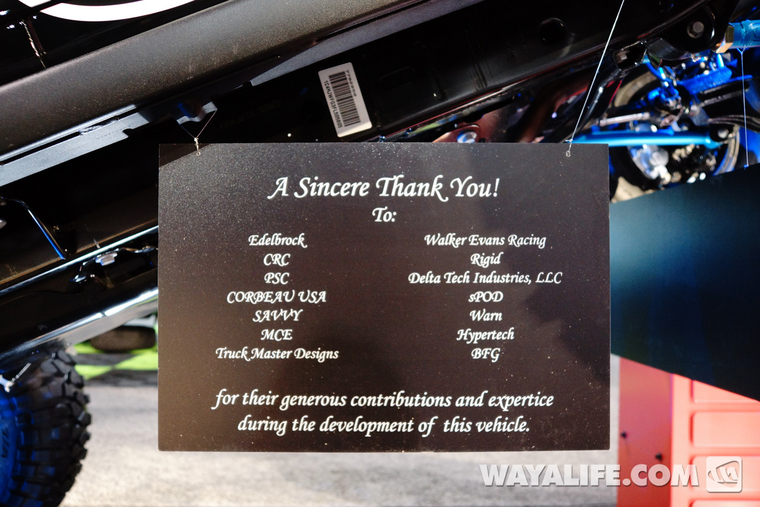 A Sincere Thank You!
To:
Edelbrock
CRC
PSC
CORBEAU USA
SAVVY
MCE
Truck Master Designs
Walker Evans Racing
Rigid
Delta Tech Industries, LLC
sPOD
Warn
Hypertech
BFG
for their generous contributions and expertice
during the development of this vehicle.
WAYALIFE.COM